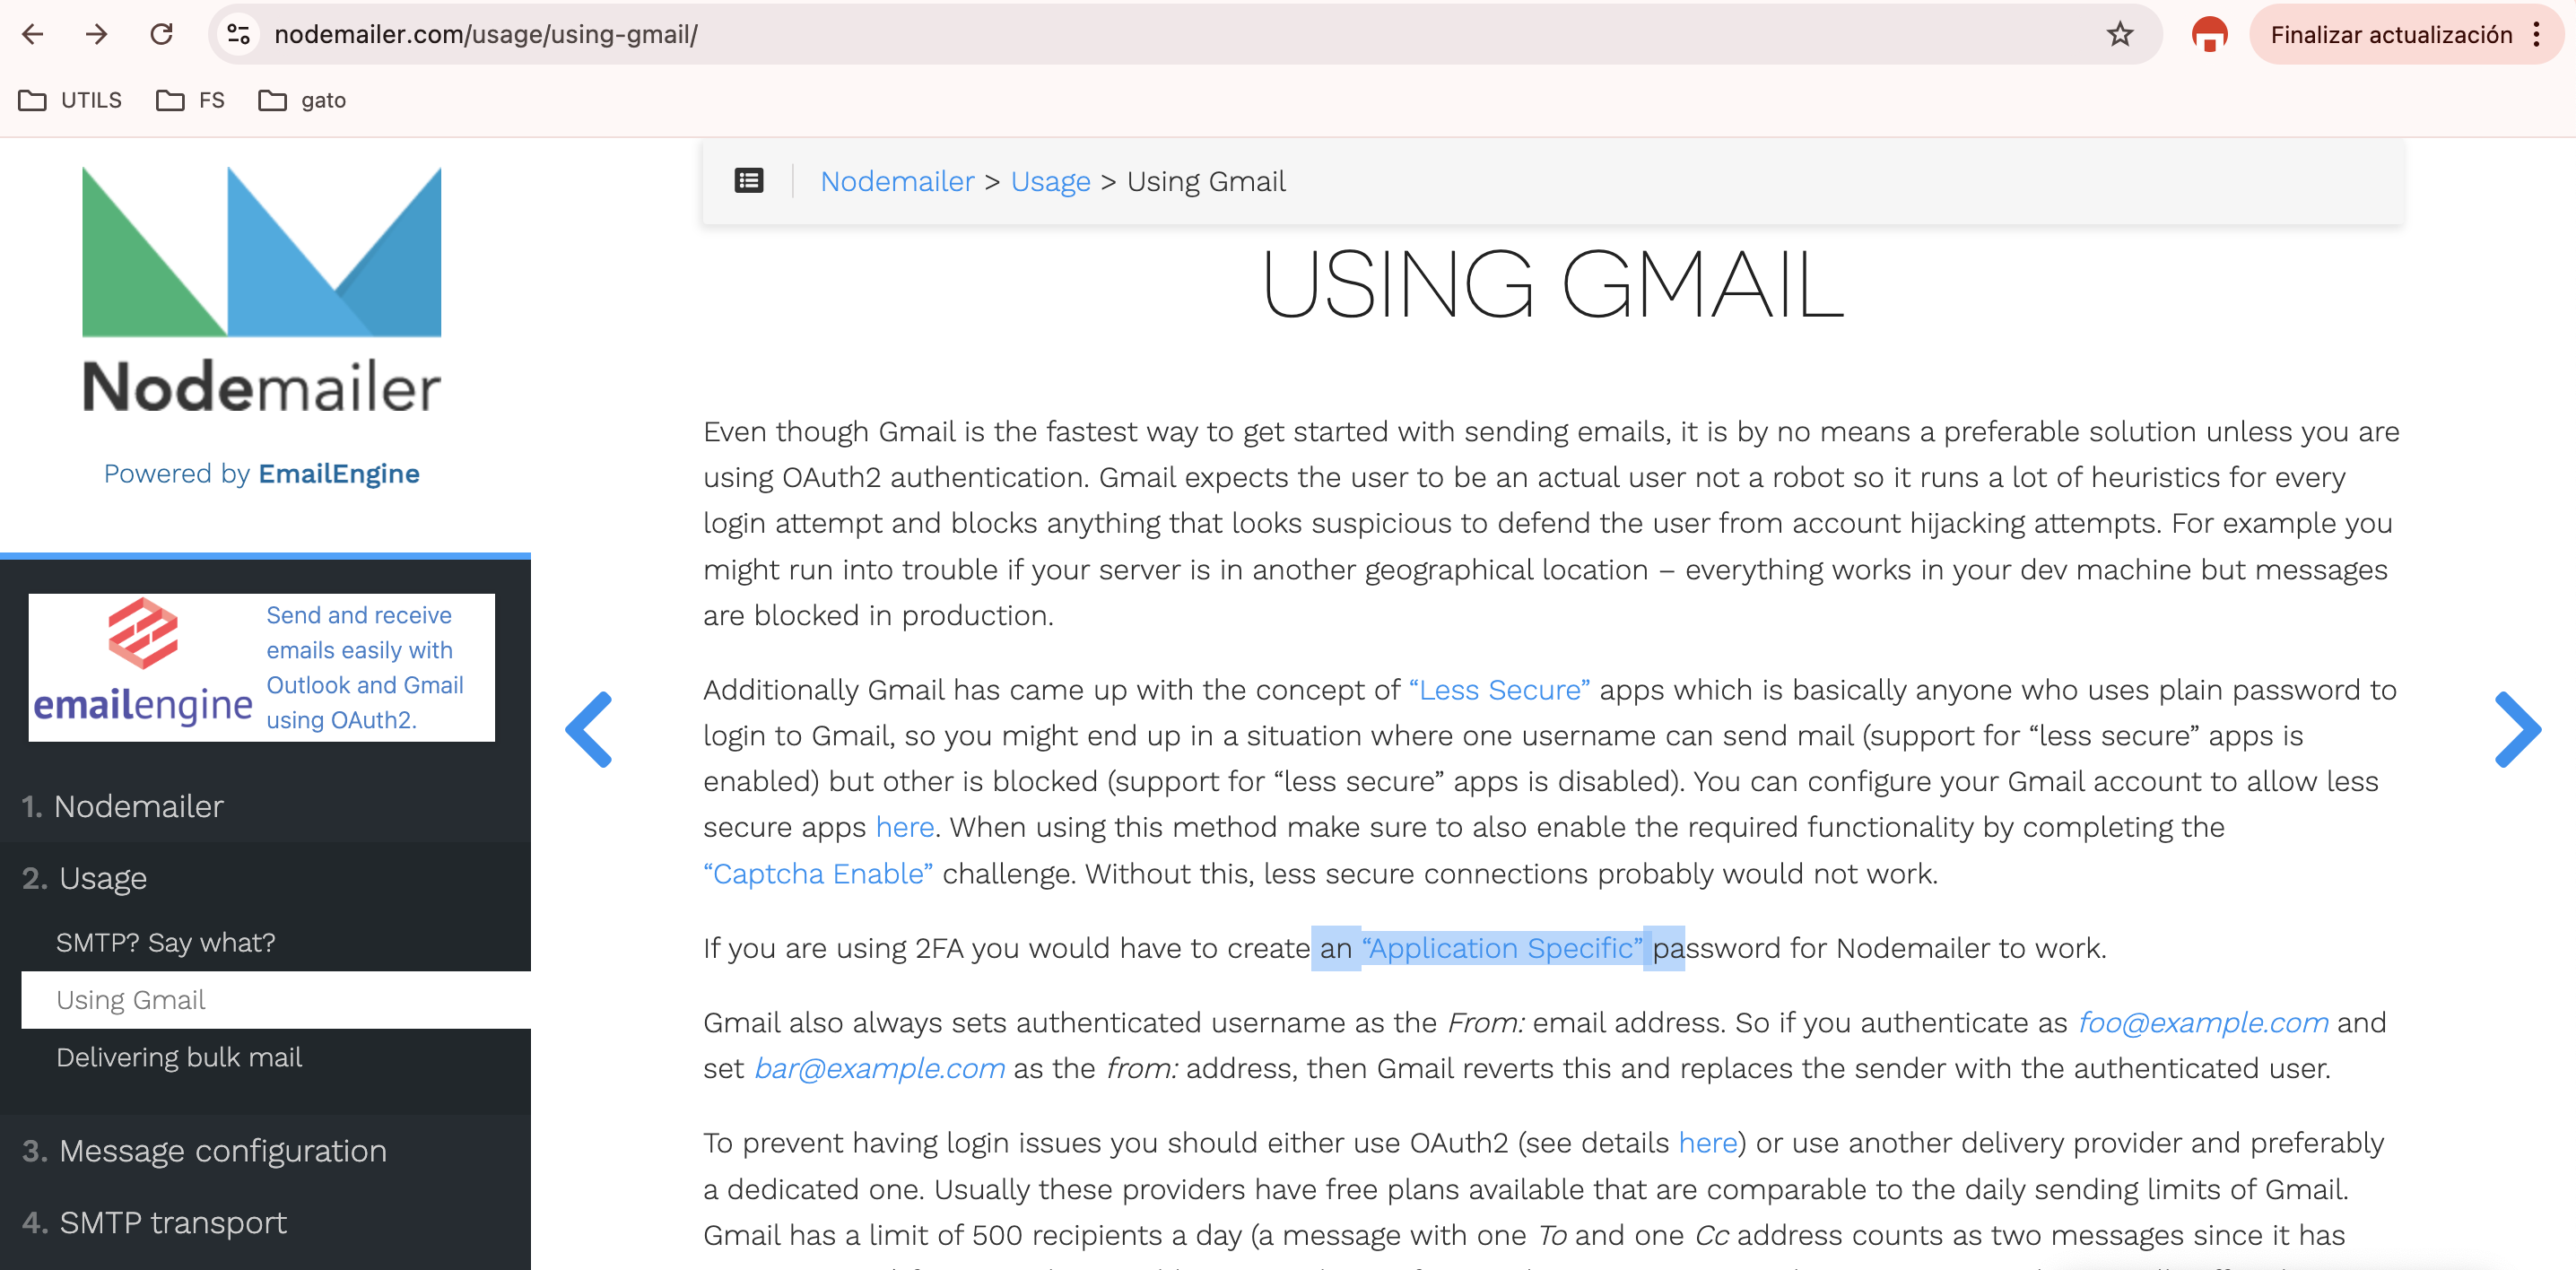 nodemailer.com/usage/using-gmail/
Finalizar actualización
UTILS
FS
gato
Nodemailer
Powered by EmailEngine
emailengine
Send and receive
emails easily with
Outlook and Gmail
using OAuth2.
1. Nodemailer
2. Usage
SMTP? Say what?
Using Gmail
Delivering bulk mail
3. Message configuration
4. SMTP transport
Nodemailer > Usage > Using Gmail
USING GMAIL
Even though Gmail is the fastest way to get started with sending emails, it is by no means a preferable solution unless you are
using OAuth2 authentication. Gmail expects the user to be an actual user not a robot so it runs a lot of heuristics for every
login attempt and blocks anything that looks suspicious to defend the user from account hijacking attempts. For example you
might run into trouble if your server is in another geographical location – everything works in your dev machine but messages
are blocked in production.
Additionally Gmail has came up with the concept of “Less Secure” apps which is basically anyone who uses plain password to
login to Gmail, so you might end up in a situation where one username can send mail (support for “less secure” apps is
enabled) but other is blocked (support for “less secure” apps is disabled). You can configure your Gmail account to allow less
secure apps here. When using this method make sure to also enable the required functionality by completing the
“Captcha Enable” challenge. Without this, less secure connections probably would not work.
If you are using 2FA you would have to create an “Application Specific” password for Nodemailer to work.
Gmail also always sets authenticated username as the From: email address. So if you authenticate as foo@example.com and
set bar@example.com as the from: address, then Gmail reverts this and replaces the sender with the authenticated user.
To prevent having login issues you should either use OAuth2 (see details here) or use another delivery provider and preferably
a dedicated one. Usually these providers have free plans available that are comparable to the daily sending limits of Gmail.
Gmail has a limit of 500 recipients a day (a message with one To and one Cc address counts as two messages since it has